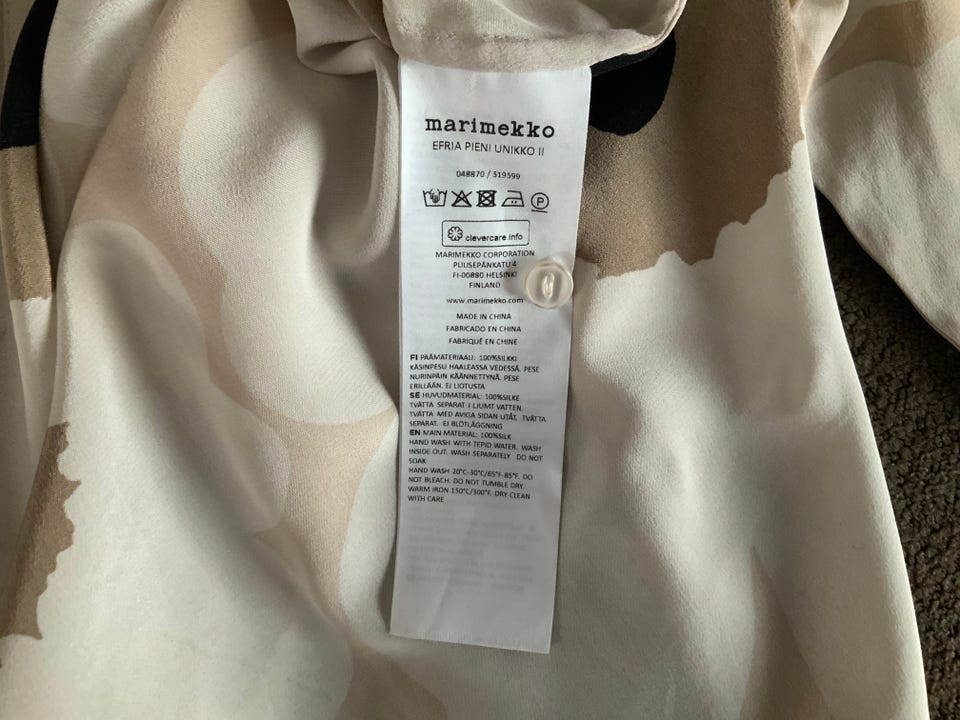 marimekko
EFRIA PIENI UNIKKO II
048870 / 519599
P
clevercare.info
MARIMEKKO CORPORATION
PUUSEPÄNKATU 4
FI-00880 HELSINKI
FINLAND
www.marimekko.com
MADE IN CHINA
FABRICADO EN CHINA
FABRIQUÉ EN CHINE
FI PÄÄMATERIAALI: 100%SILKKI
KÄSINPESU HAALEASSA VEDESSÄ. PESE
NURINPÄIN KÄÄNNETTYNÄ. PESE
ERILLÄÄN. EI LIOTUSTA
SE HUVUDMATERIAL: 100%SILKE
TVÄTTA SEPARAT I LJUMT VATTEN.
TVÄTTA MED AVIGA SIDAN UTÅT. TVÄTTA
SEPARAT. EJ BLÖTLÄGGNING
EN MAIN MATERIAL: 100%SILK
HAND WASH WITH TEPID WATER. WASH
INSIDE OUT. WASH SEPARATELY. DO NOT
SOAK
HAND WASH 20°C-30°C/65°F-85°F. DO
NOT BLEACH. DO NOT TUMBLE DRY.
WARM IRON 150°C/300°F. DRY CLEAN
WITH CARE